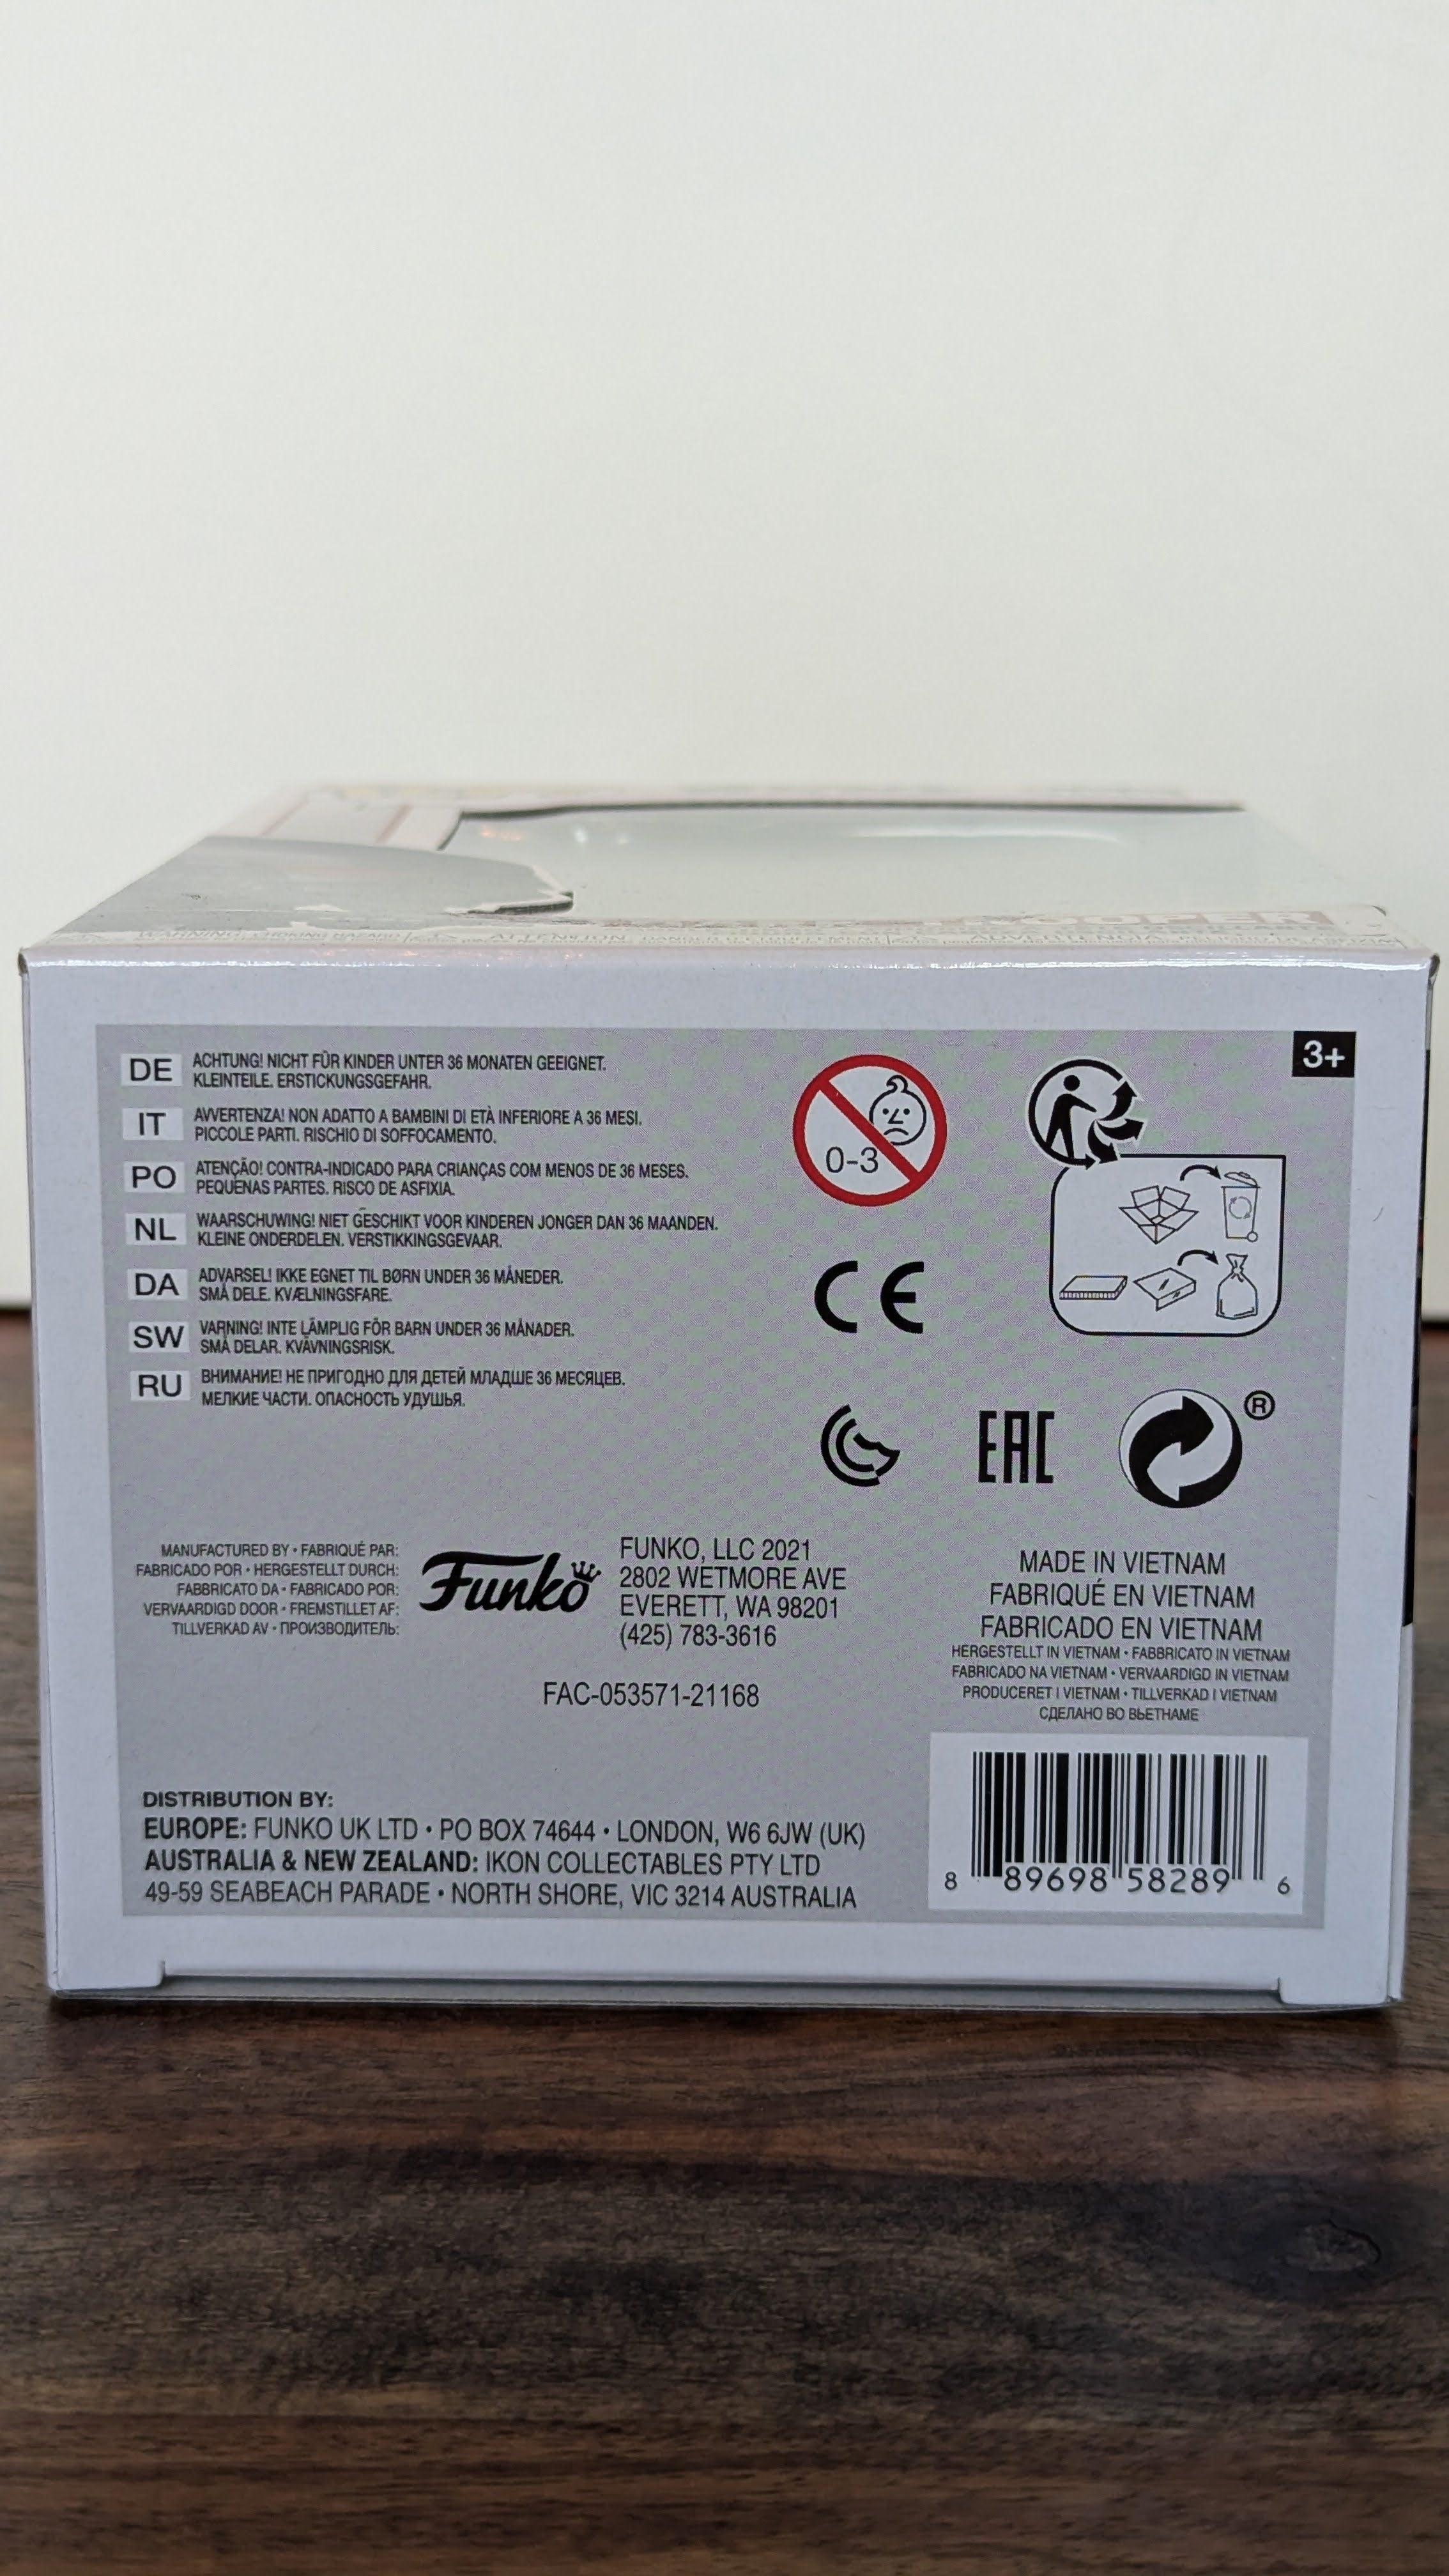 OOPER
DE
ACHTUNG! NICHT FÜR KINDER UNTER 36 MONATEN GEEIGNET.
KLEINTEILE. ERSTICKUNGSGEFAHR.
IT
AVVERTENZA! NON ADATTO A BAMBINI DI ETÀ INFERIORE A 36 MESI.
PICCOLE PARTI. RISCHIO DI SOFFOCAMENTO.
PO
ATENÇÃO! CONTRA-INDICADO PARA CRIANÇAS COM MENOS DE 36 MESES.
PEQUENAS PARTES. RISCO DE ASFIXIA.
NL
WAARSCHUWING! NIET GESCHIKT VOOR KINDEREN JONGER DAN 36 MAANDEN.
KLEINE ONDERDELEN. VERSTIKKINGSGEVAAR.
DA
ADVARSEL! IKKE EGNET TIL BØRN UNDER 36 MÅNEDER.
SMÅ DELE. KVÆLNINGSFARE.
SW
VARNING! INTE LÄMPLIG FÖR BARN UNDER 36 MÅNADER.
SMÅ DELAR. KVÄVNINGSRISK.
RU
ВНИМАНИЕ! НЕ ПРИГОДНО ДЛЯ ДЕТЕЙ МЛАДШЕ 36 МЕСЯЦЕВ.
МЕЛКИЕ ЧАСТИ. ОПАСНОСТЬ УДУШЬЯ.
0-3
3+
CE
EAC
®
MANUFACTURED BY • FABRIQUÉ PAR:
FABRICADO POR • HERGESTELLT DURCH:
FABBRICATO DA • FABRICADO POR:
VERVAARDIGD DOOR • FREMSTILLET AF:
TILLVERKAD AV • ПРОИЗВОДИТЕЛЬ:
Funko
FUNKO, LLC 2021
2802 WETMORE AVE
EVERETT, WA 98201
(425) 783-3616
FAC-053571-21168
MADE IN VIETNAM
FABRIQUÉ EN VIETNAM
FABRICADO EN VIETNAM
HERGESTELLT IN VIETNAM • FABBRICATO IN VIETNAM
FABRICADO NA VIETNAM • VERVAARDIGD IN VIETNAM
PRODUCERET I VIETNAM • TILLVERKAD I VIETNAM
СДЕЛАНО ВО ВЬЕТНАМЕ
DISTRIBUTION BY:
EUROPE: FUNKO UK LTD • PO BOX 74644 • LONDON, W6 6JW (UK)
AUSTRALIA & NEW ZEALAND: IKON COLLECTABLES PTY LTD
49-59 SEABEACH PARADE • NORTH SHORE, VIC 3214 AUSTRALIA
8 89698 58289 6